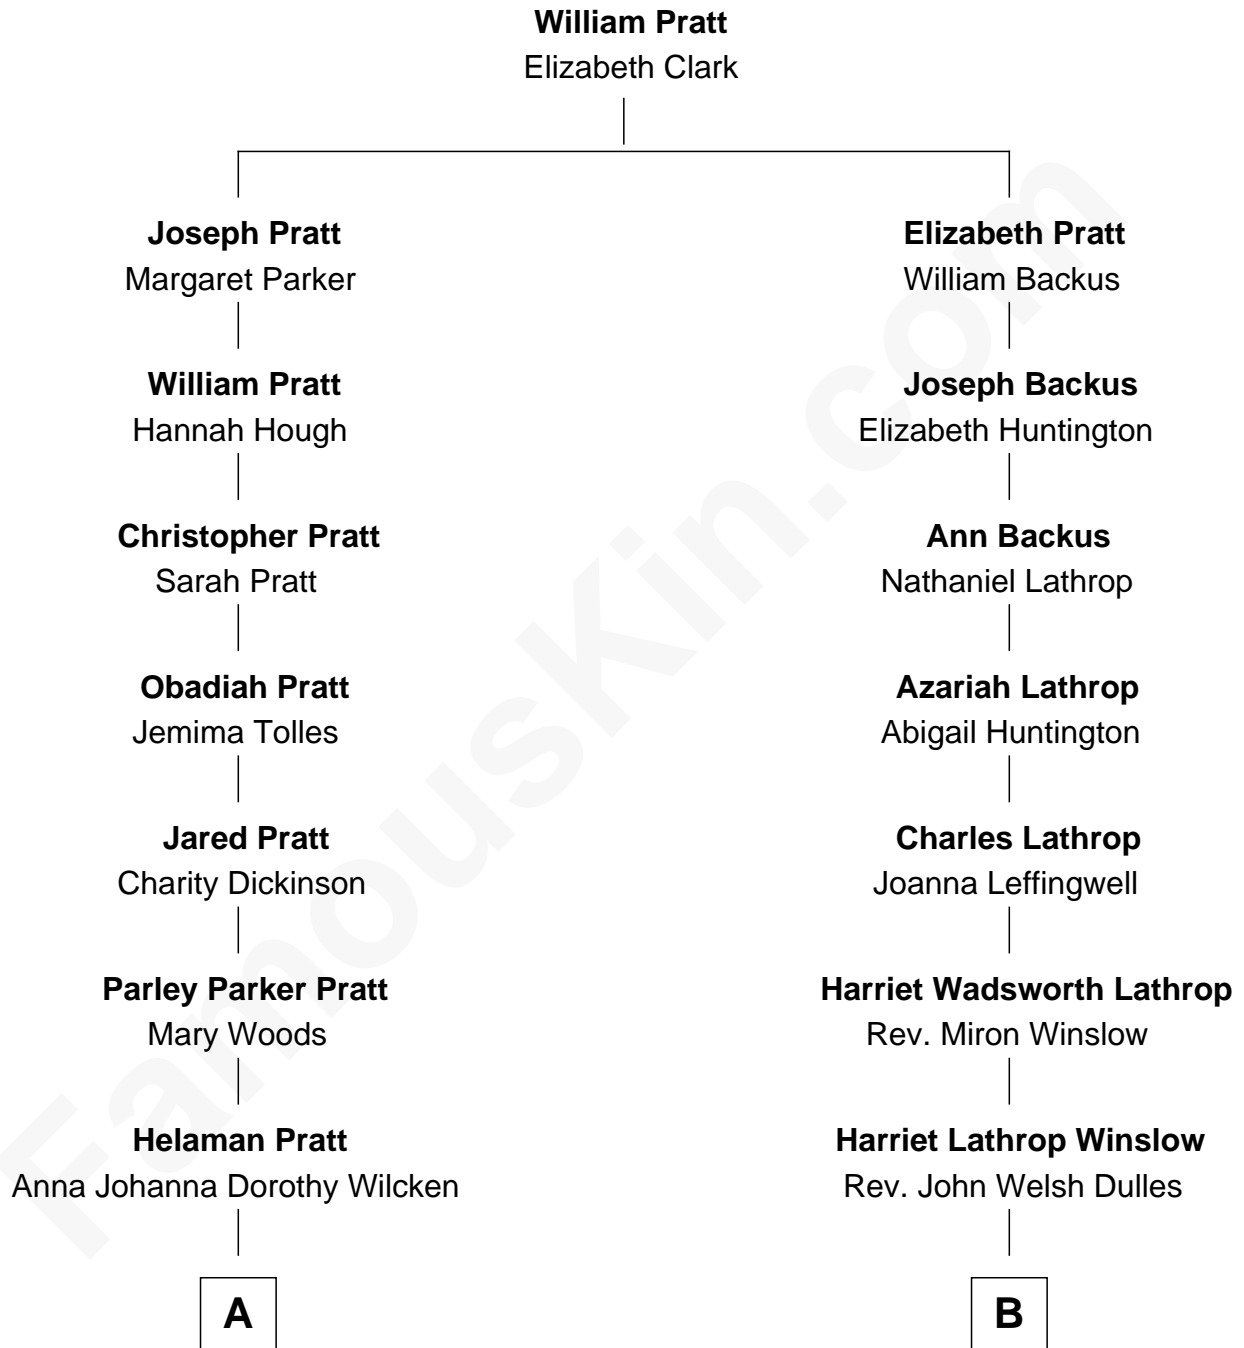 William Pratt
Elizabeth Clark
Joseph Pratt
Margaret Parker
William Pratt
Hannah Hough
Christopher Pratt
Sarah Pratt
Obadiah Pratt
Jemima Tolles
Jared Pratt
Charity Dickinson
Parley Parker Pratt
Mary Woods
Helaman Pratt
Anna Johanna Dorothy Wilcken
A
Elizabeth Pratt
William Backus
Joseph Backus
Elizabeth Huntington
Ann Backus
Nathaniel Lathrop
Azariah Lathrop
Abigail Huntington
Charles Lathrop
Joanna Leffingwell
Harriet Wadsworth Lathrop
Rev. Miron Winslow
Harriet Lathrop Winslow
Rev. John Welsh Dulles
B
FamousKin.com